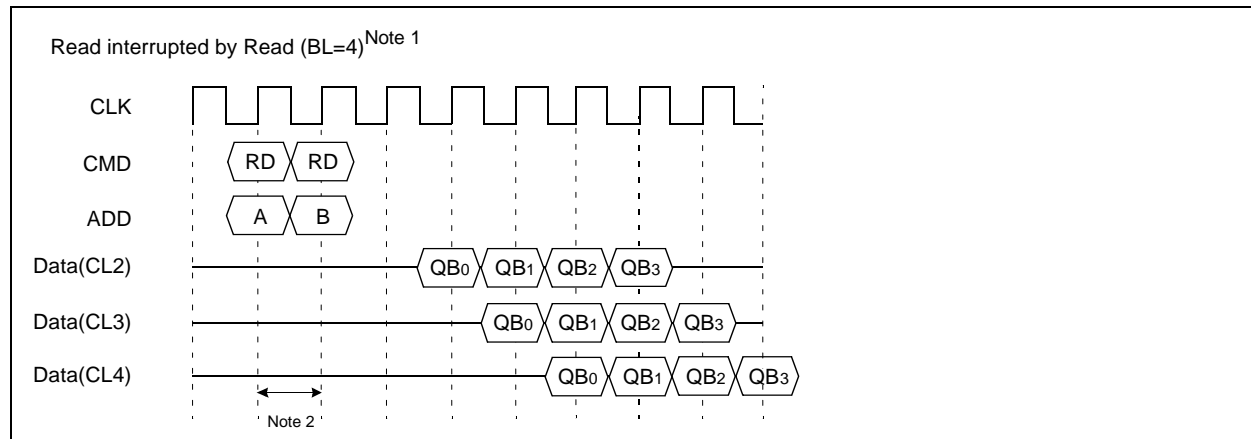 Read interrupted by Read (BL=4)Note 1
CLK
CMD RD RD
ADD A B
Data(CL2) QB0 QB1 QB2 QB3
Data(CL3) QB0 QB1 QB2 QB3
Data(CL4) QB0 QB1 QB2 QB3
Note 2